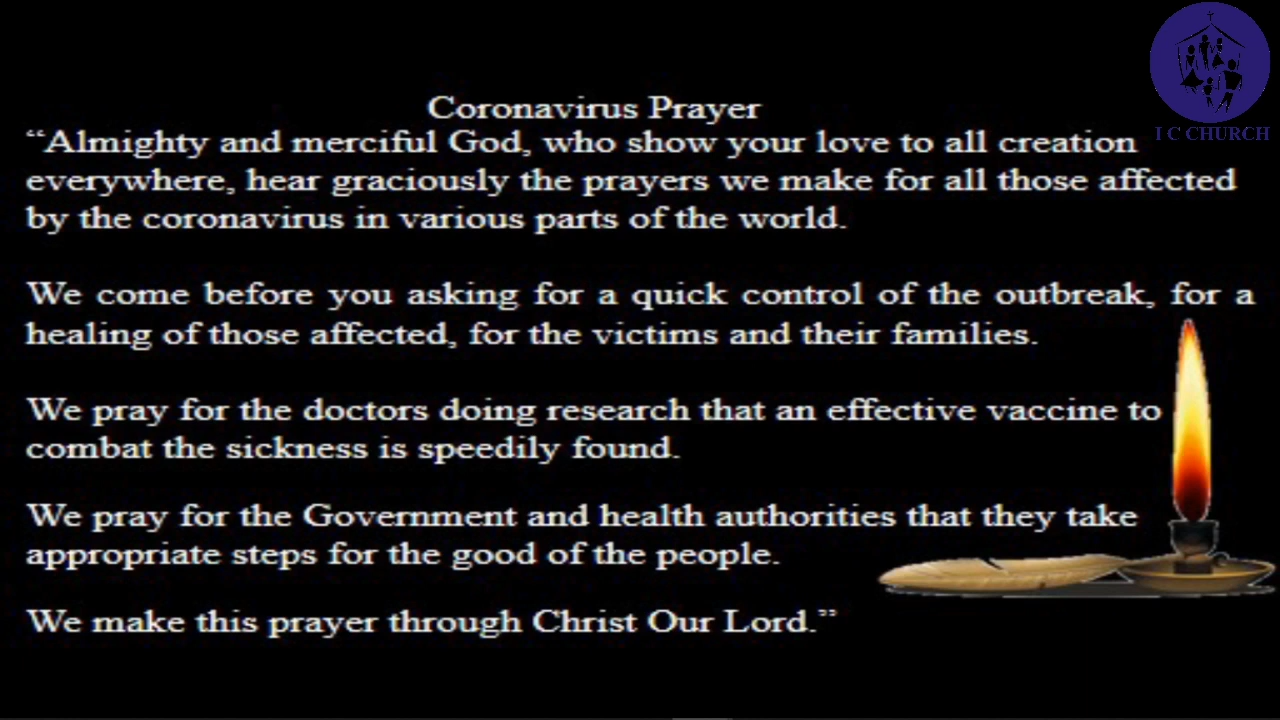 I C CHURCH
Coronavirus Prayer
“Almighty and merciful God, who show your love to all creation
everywhere, hear graciously the prayers we make for all those affected
by the coronavirus in various parts of the world.
We come before you asking for a quick control of the outbreak, for a
healing of those affected, for the victims and their families.
We pray for the doctors doing research that an effective vaccine to
combat the sickness is speedily found.
We pray for the Government and health authorities that they take
appropriate steps for the good of the people.
We make this prayer through Christ Our Lord.”